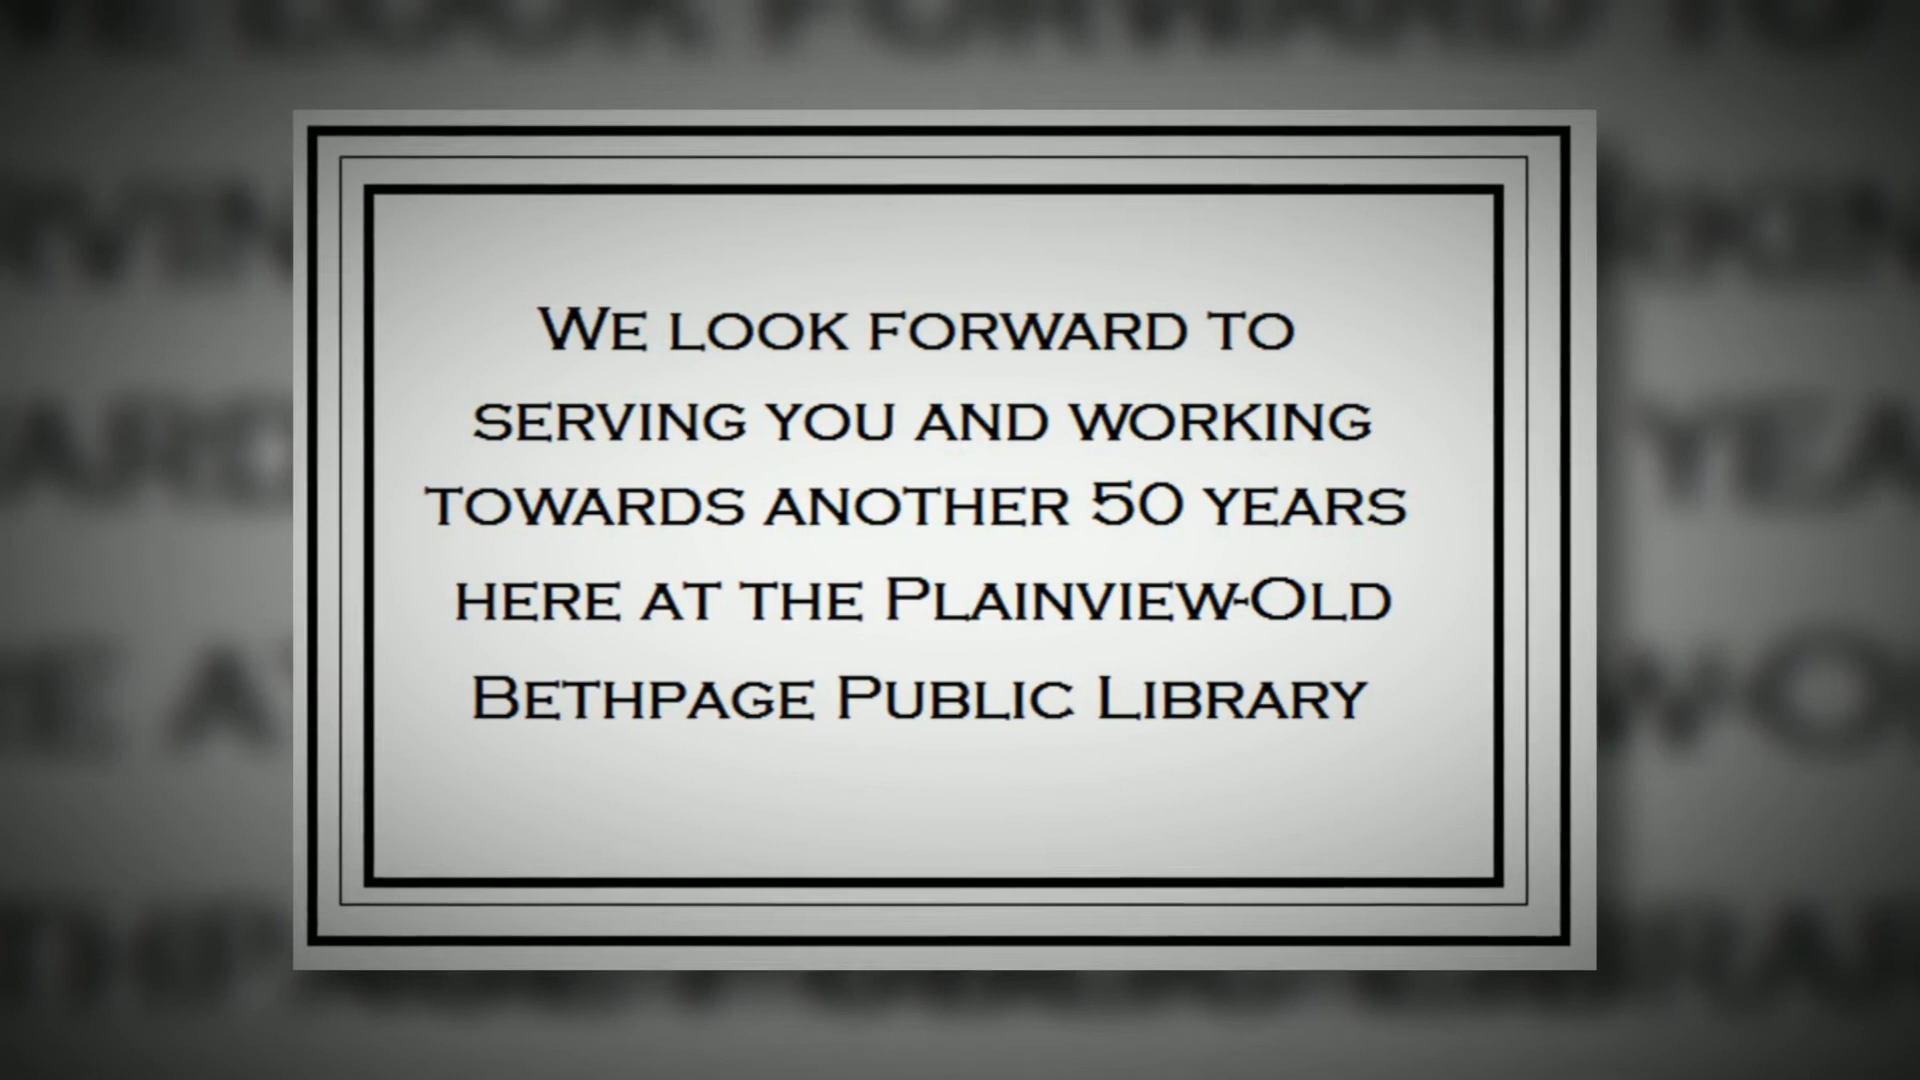 We look forward to
serving you and working
towards another 50 years
here at the Plainview-Old
Bethpage Public Library